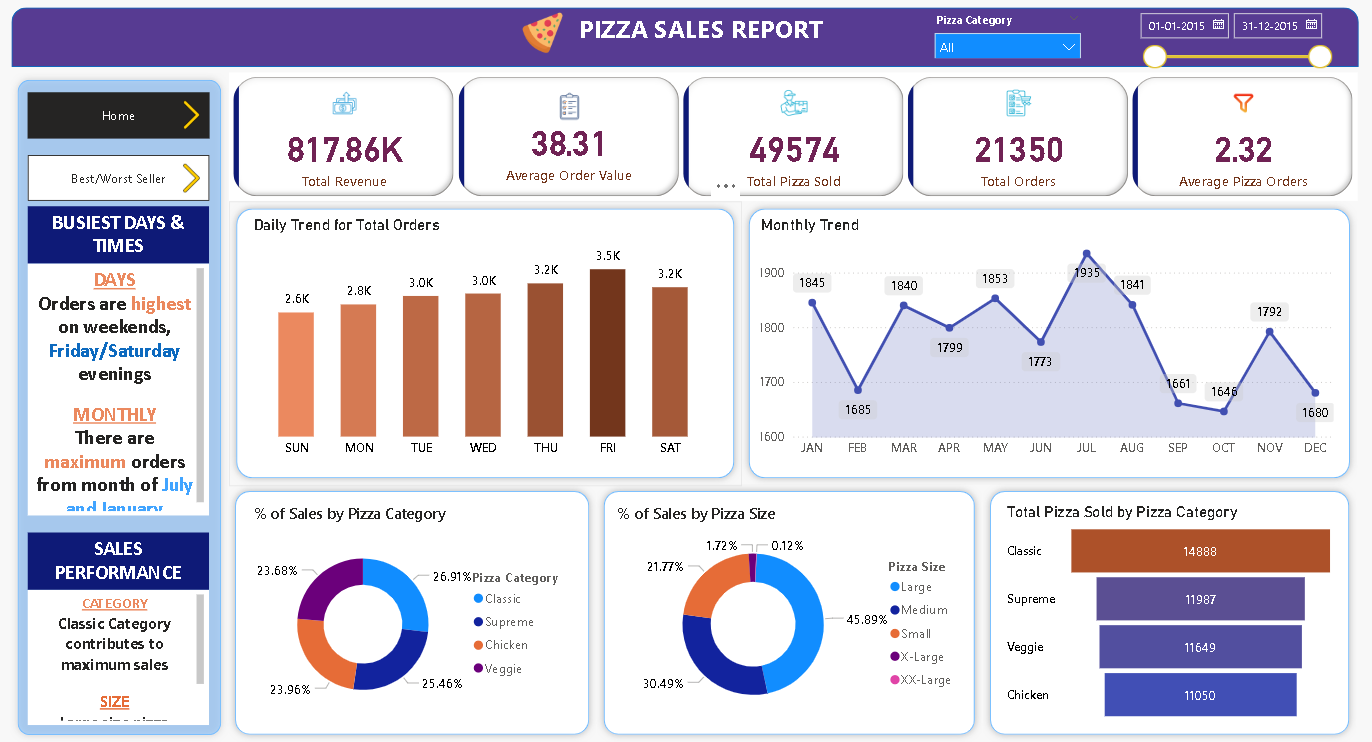 PIZZA SALES REPORT
Pizza Category
All
01-01-2015
31-12-2015
Home
Best/Worst Seller
BUSIEST DAYS &
TIMES
DAYS
Orders are highest
on weekends,
Friday/Saturday
evenings
MONTHLY
There are
maximum orders
from month of July
and January
SALES
PERFORMANCE
CATEGORY
Classic Category
contributes to
maximum sales
SIZE
817.86K
Total Revenue
38.31
Average Order Value
49574
Total Pizza Sold
21350
Total Orders
2.32
Average Pizza Orders
Daily Trend for Total Orders
2.6K
2.8K
3.0K
3.0K
3.2K
3.5K
3.2K
SUN MON TUE WED THU FRI SAT
Monthly Trend
1900
1800
1700
1600
1845
1685
1840
1799
1853
1773
1935
1841
1661
1646
1792
1680
JAN FEB MAR APR MAY JUN JUL AUG SEP OCT NOV DEC
% of Sales by Pizza Category
26.91%
25.46%
23.96%
23.68%
Pizza Category
Classic
Supreme
Chicken
Veggie
% of Sales by Pizza Size
1.72%
0.12%
21.77%
45.89%
30.49%
Pizza Size
Large
Medium
Small
X-Large
XX-Large
Total Pizza Sold by Pizza Category
Classic 14888
Supreme 11987
Veggie 11649
Chicken 11050